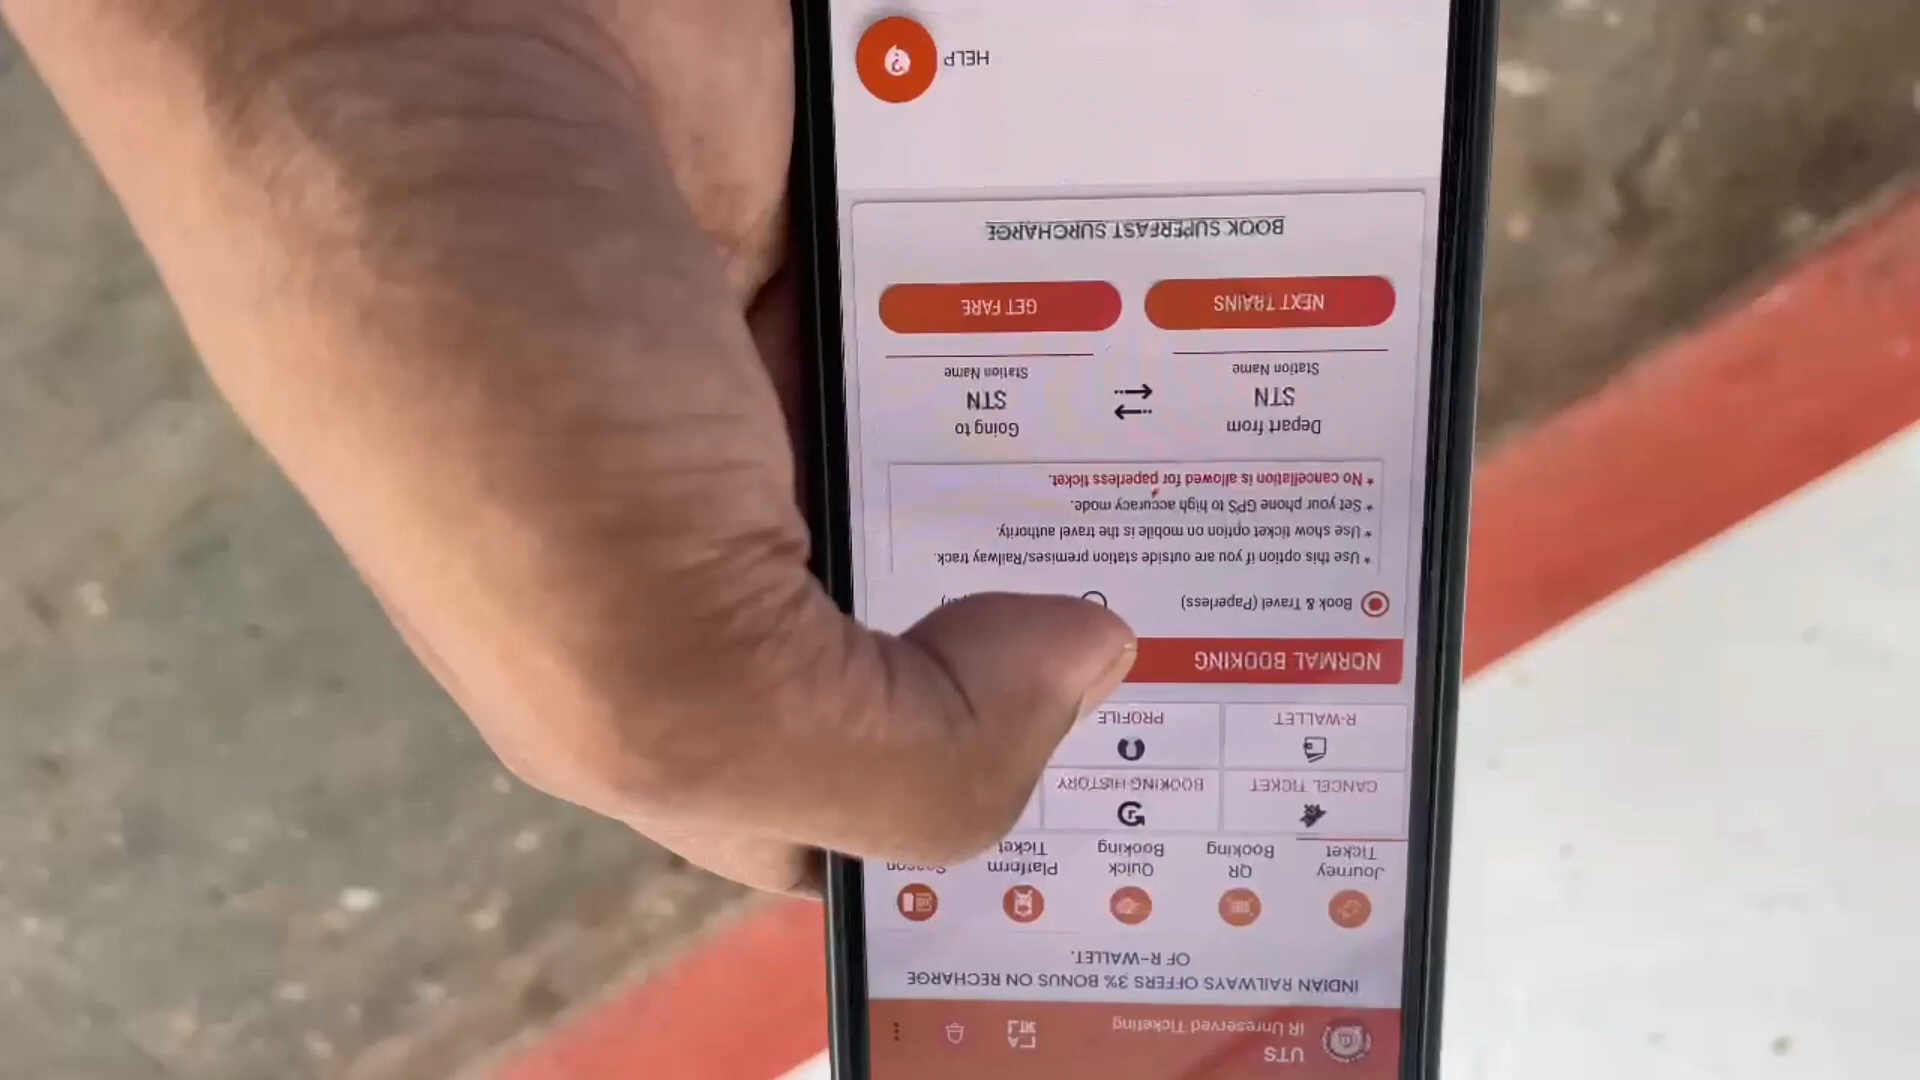 UTS
IR Unreserved Ticketing
INDIAN RAILWAYS OFFERS 3% BONUS ON RECHARGE
OF R-WALLET.
Journey
Ticket
QR
Booking
Quick
Booking
Platform
Ticket
CANCEL TICKET
BOOKING HISTORY
R-WALLET
PROFILE
NORMAL BOOKING
Book & Travel (Paperless)
* Use this option if you are outside station premises/Railway track.
* Use show ticket option on mobile is the travel authority.
* Set your phone GPS to high accuracy mode.
* No cancellation is allowed for paperless ticket.
Depart from
STN
Station Name
Going to
STN
Station Name
NEXT TRAINS
GET FARE
BOOK SUPERFAST SURCHARGE
HELP